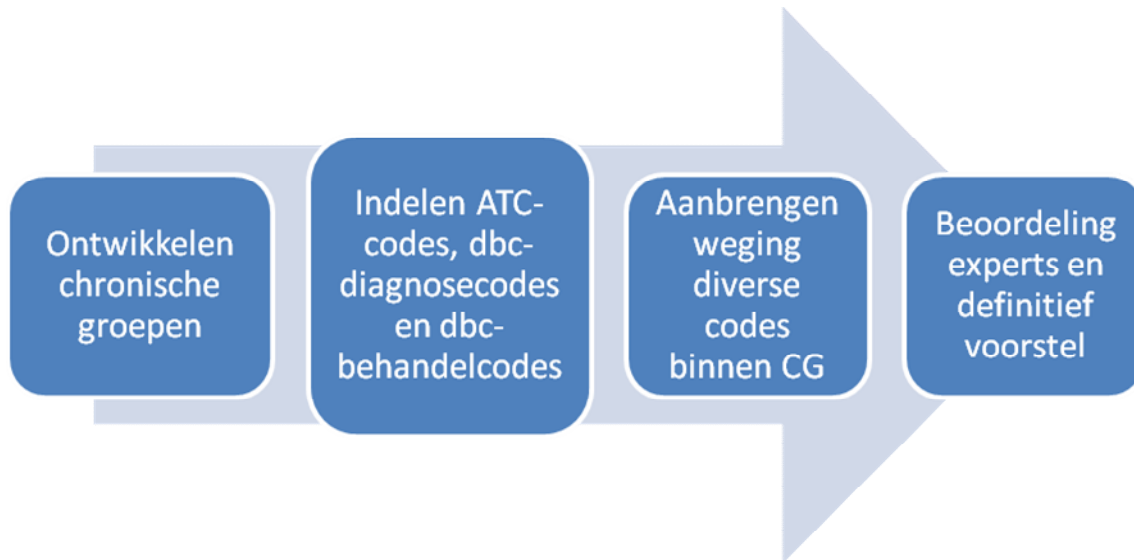 Ontwikkelen
chronische
groepen
Indelen ATC-
codes, dbc-
diagnosecodes
en dbc-
behandelcodes
Aanbrengen
weging
diverse
codes
binnen CG
Beoordeling
experts en
definitief
voorstel